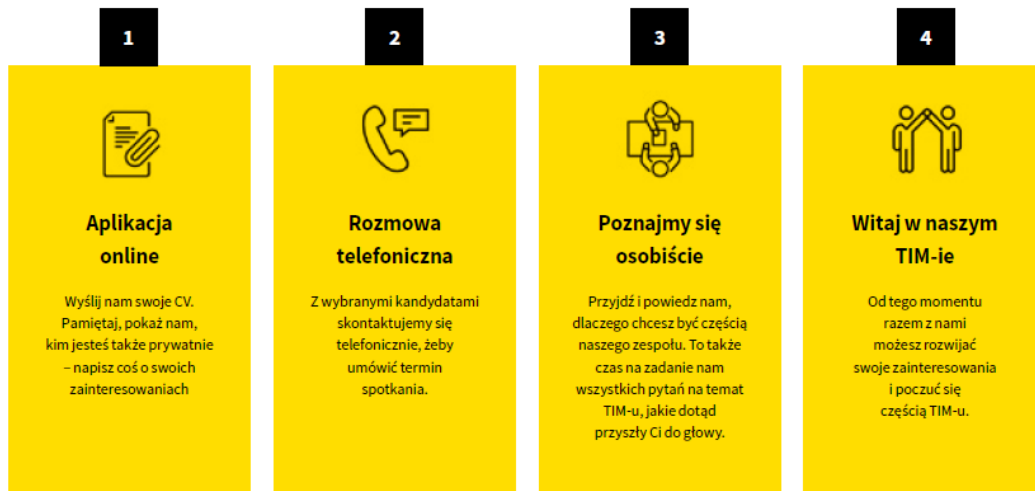 1
Aplikacja
online
Wyślij nam swoje CV.
Pamiętaj, pokaż nam,
kim jesteś także prywatnie
– napisz coś o swoich
zainteresowaniach
2
Rozmowa
telefoniczna
Z wybranymi kandydatami
skontaktujemy się
telefonicznie, żeby
umówić termin
spotkania.
3
Poznajmy się
osobiście
Przyjdź i powiedz nam,
dlaczego chcesz być częścią
naszego zespołu. To także
czas na zadanie nam
wszystkich pytań na temat
TIM-u, jakie dotąd
przyszły Ci do głowy.
4
Witaj w naszym
TIM-ie
Od tego momentu
razem z nami
możesz rozwijać
swoje zainteresowania
i poczuć się
częścią TIM-u.